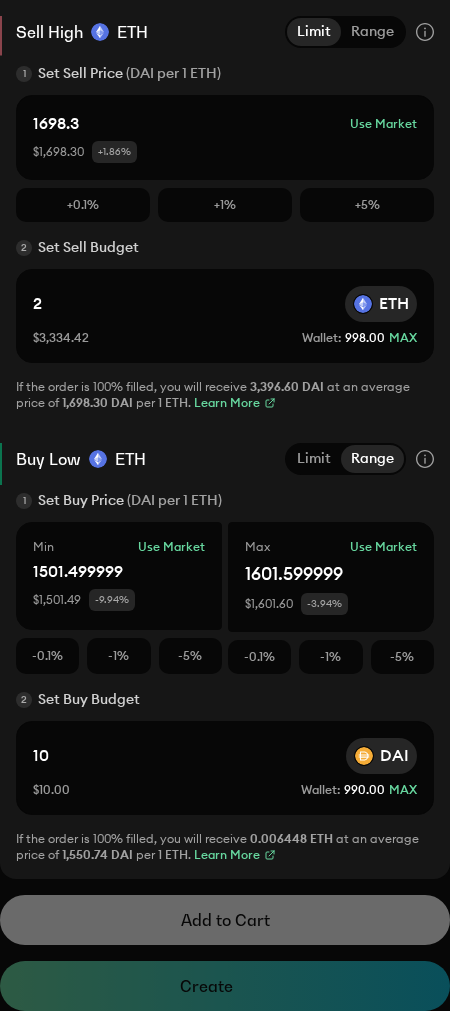 Sell High ETH Limit Range
1 Set Sell Price (DAI per 1 ETH)
1698.3 Use Market
$1,698.30 +1.86%
+0.1% +1% +5%
2 Set Sell Budget
2 ETH
$3,334.42 Wallet: 998.00 MAX
If the order is 100% filled, you will receive 3,396.60 DAI at an average
price of 1,698.30 DAI per 1 ETH. Learn More
Buy Low ETH Limit Range
1 Set Buy Price (DAI per 1 ETH)
Min Use Market Max Use Market
1501.499999 1601.599999
$1,501.49 -9.94% $1,601.60 -3.94%
-0.1% -1% -5% -0.1% -1% -5%
2 Set Buy Budget
10 DAI
$10.00 Wallet: 990.00 MAX
If the order is 100% filled, you will receive 0.006448 ETH at an average
price of 1,550.74 DAI per 1 ETH. Learn More
Add to Cart
Create